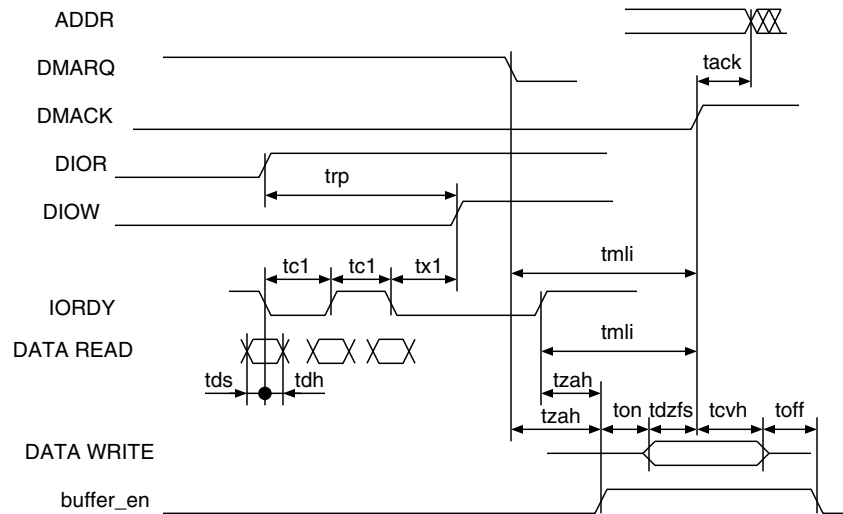 ADDR
DMARQ
tack
DMACK
DIOR
trp
DIOW
tc1 tc1 tx1
tmli
IORDY
tmli
DATA READ
tds tdh
tzah
tzah ton tdzfs tcvh toff
DATA WRITE
buffer_en